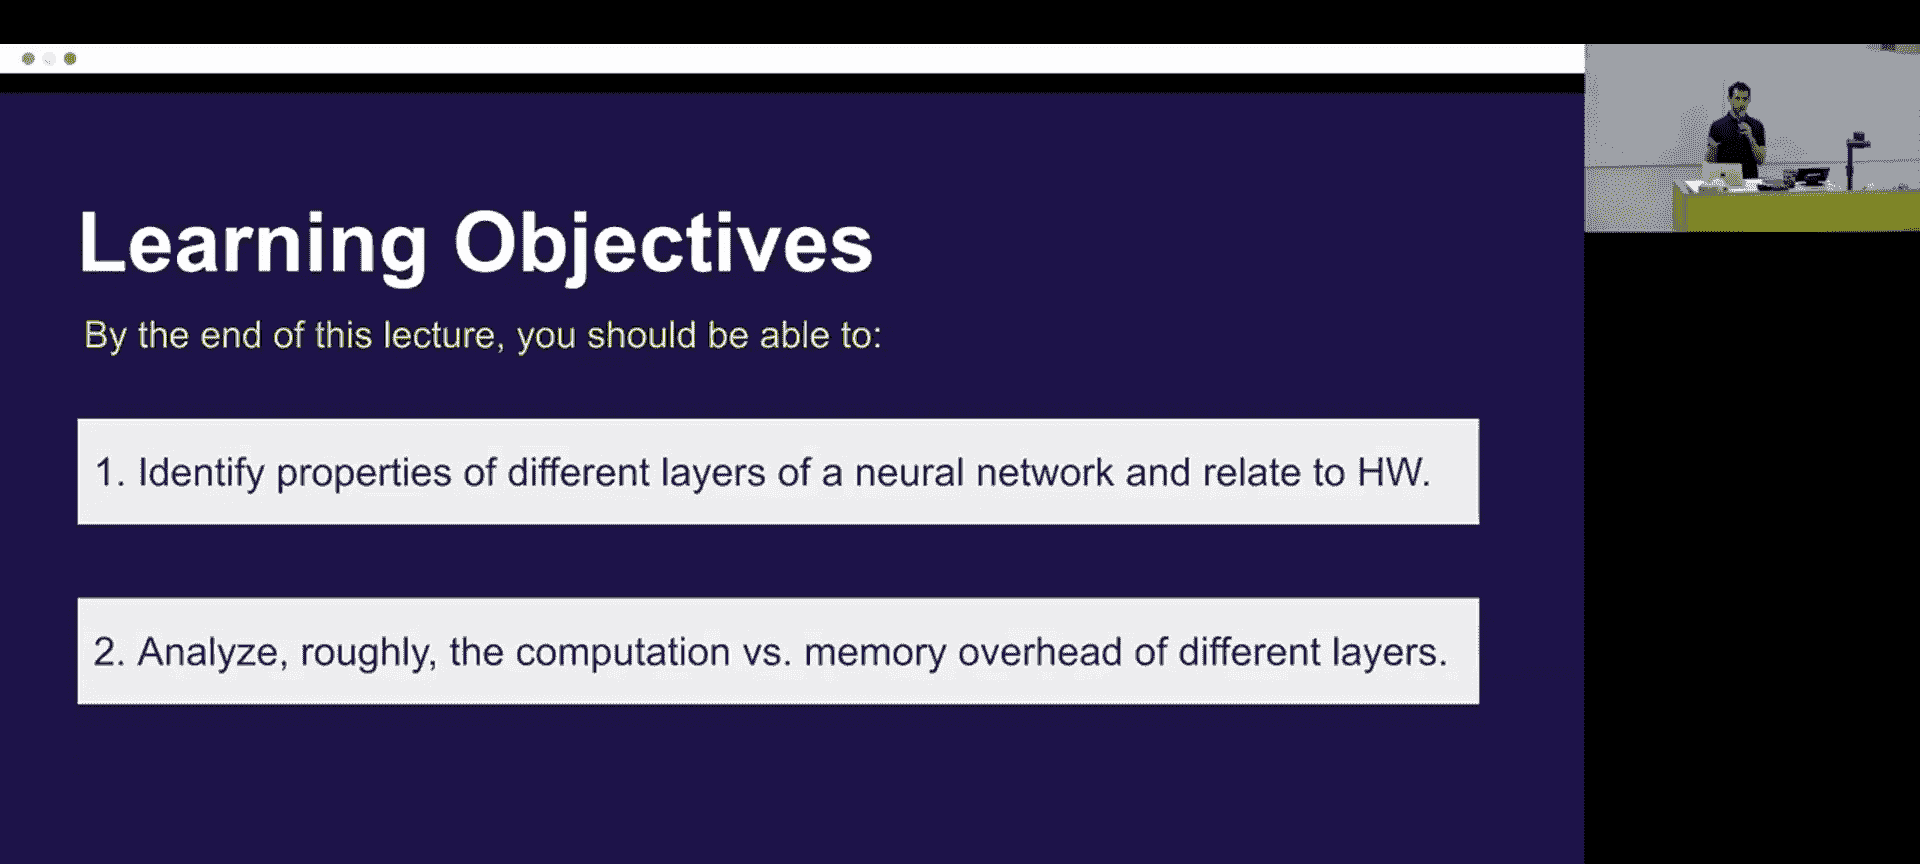 Learning Objectives
By the end of this lecture, you should be able to:
1. Identify properties of different layers of a neural network and relate to HW.
2. Analyze, roughly, the computation vs. memory overhead of different layers.